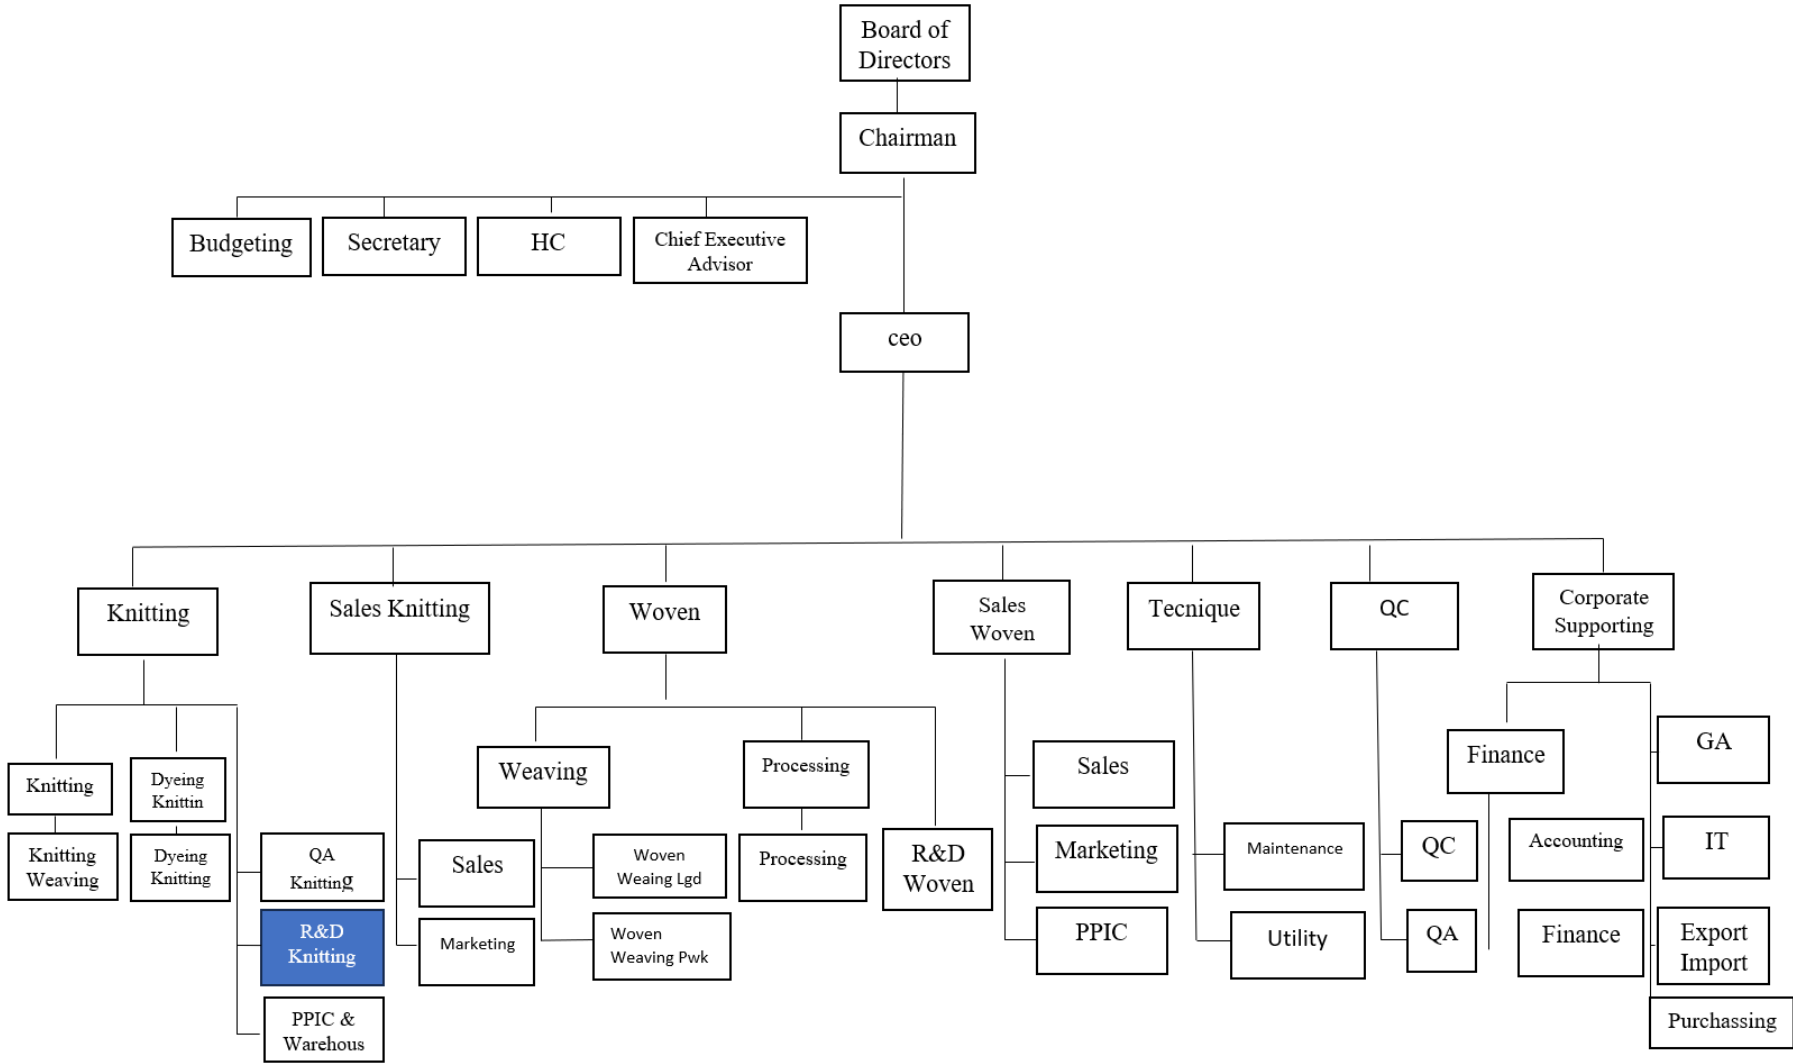 Board of
Directors
Chairman
Budgeting
Secretary
HC
Chief Executive
Advisor
ceo
Knitting
Sales Knitting
Woven
Sales
Woven
Tecnique
QC
Corporate
Supporting
Knitting
Dyeing
Knittin
Weaving
Processing
Finance
GA
Sales
Knitting
Weaving
Dyeing
Knitting
QA
Knitting
Sales
Woven
Weaing Lgd
Processing
R&D
Woven
Marketing
Maintenance
QC
Accounting
IT
R&D
Knitting
Marketing
Woven
Weaving Pwk
PPIC
Utility
QA
Finance
Export
Import
PPIC &
Warehous
Purchassing